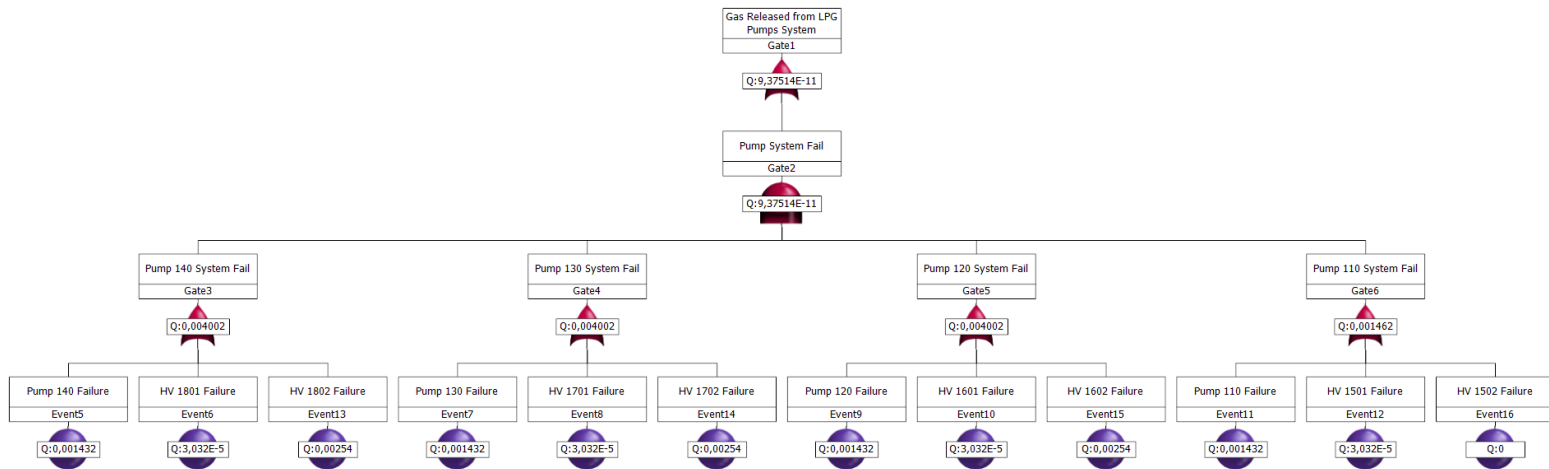 Gas Released from LPG
Pumps System
Gate1
Q:9,37514E-11
Pump System Fail
Gate2
Q:9,37514E-11
Pump 140 System Fail
Gate3
Q:0,004002
Pump 130 System Fail
Gate4
Q:0,004002
Pump 120 System Fail
Gate5
Q:0,004002
Pump 110 System Fail
Gate6
Q:0,001462
Pump 140 Failure
Event5
Q:0,001432
HV 1801 Failure
Event6
Q:3,032E-5
HV 1802 Failure
Event13
Q:0,00254
Pump 130 Failure
Event7
Q:0,001432
HV 1701 Failure
Event8
Q:3,032E-5
HV 1702 Failure
Event14
Q:0,00254
Pump 120 Failure
Event9
Q:0,001432
HV 1601 Failure
Event10
Q:3,032E-5
HV 1602 Failure
Event15
Q:0,00254
Pump 110 Failure
Event11
Q:0,001432
HV 1501 Failure
Event12
Q:3,032E-5
HV 1502 Failure
Event16
Q:0